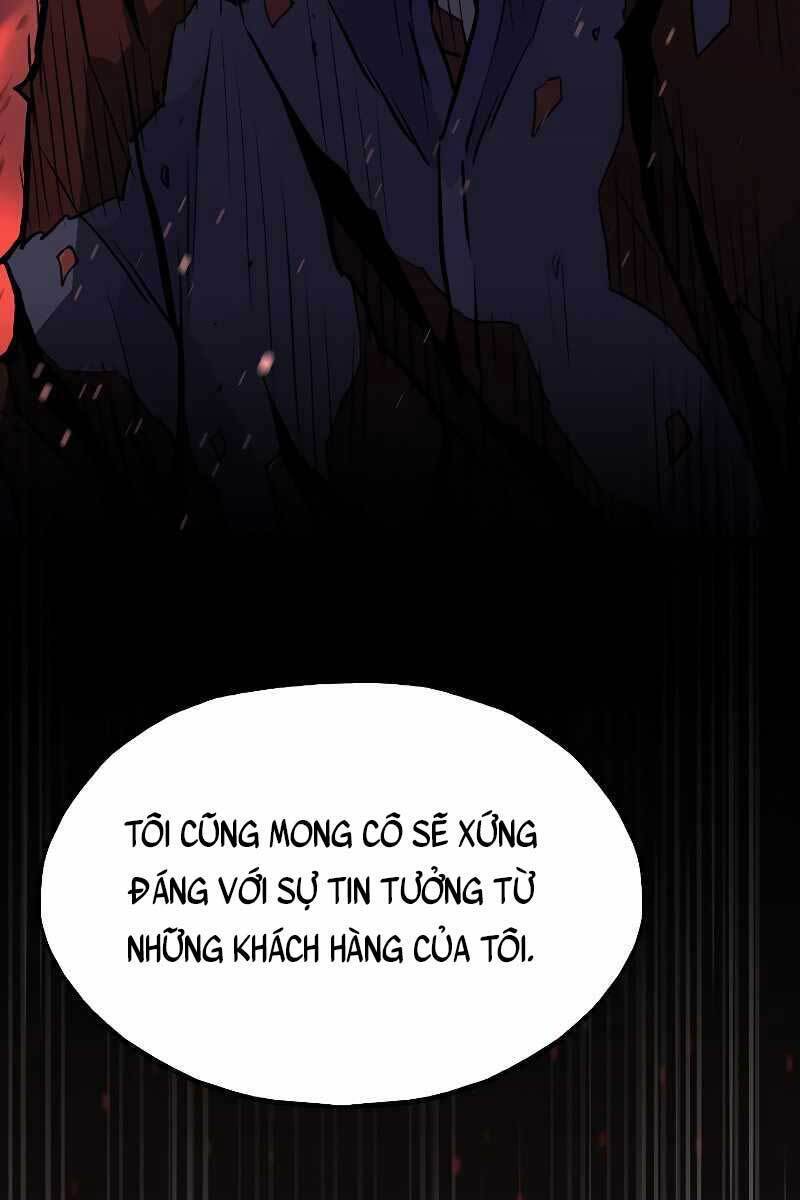 TÔI CŨNG MONG CÔ SẼ XỨNG
ĐÁNG VỚI SỰ TIN TƯỞNG TỪ
NHỮNG KHÁCH HÀNG CỦA TÔI.